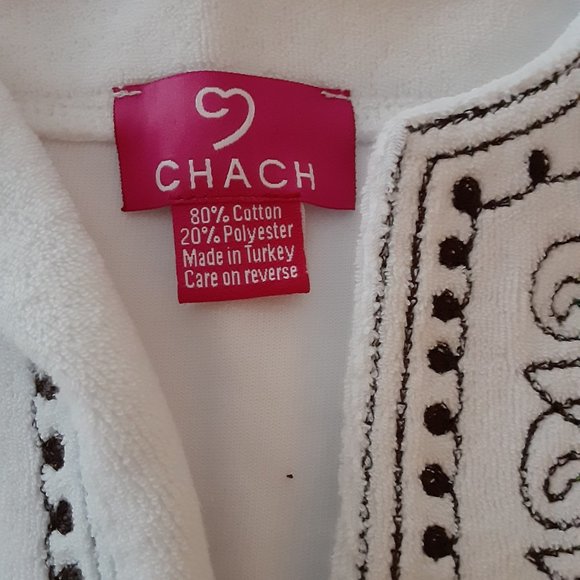 CHACH
80% Cotton
20% Polyester
Made in Turkey
Care on reverse